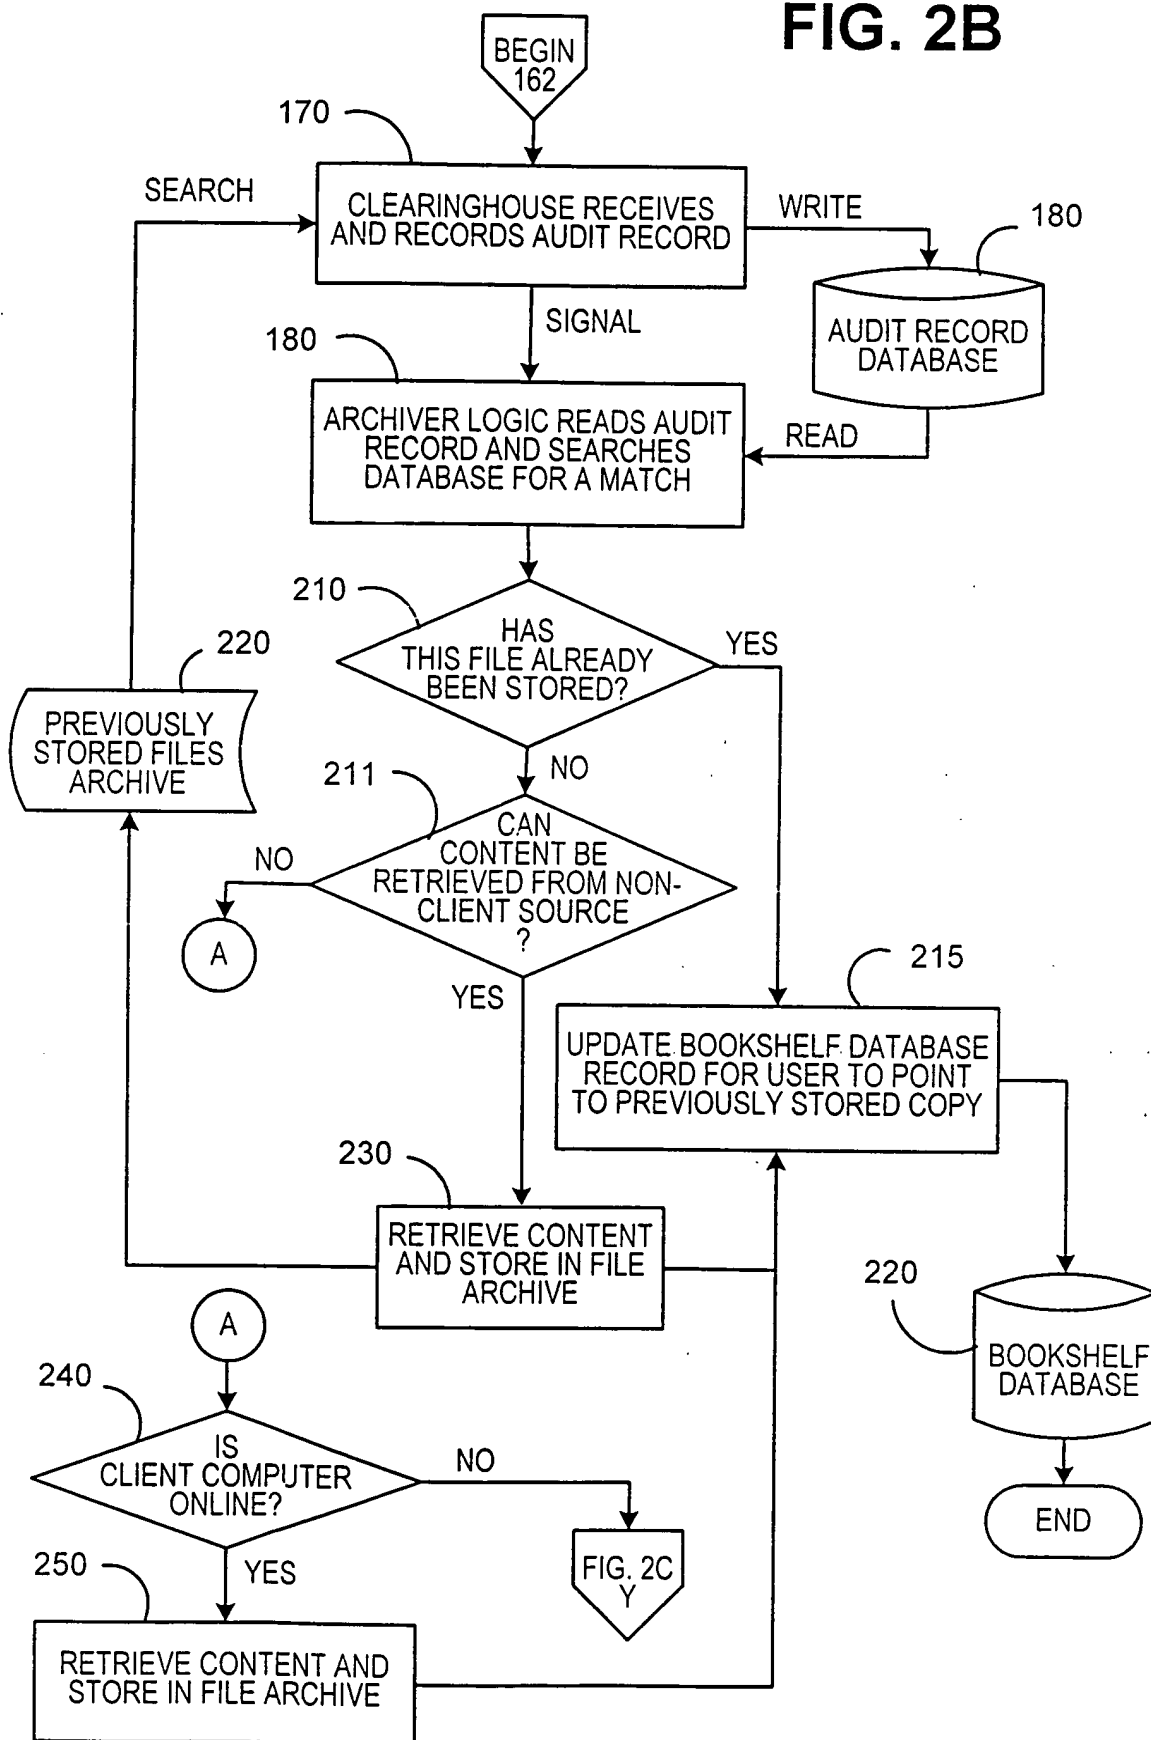 FIG. 2B
BEGIN
162
170
SEARCH
CLEARINGHOUSE RECEIVES
AND RECORDS AUDIT RECORD
WRITE
180
AUDIT RECORD
DATABASE
SIGNAL
180
ARCHIVER LOGIC READS AUDIT
RECORD AND SEARCHES
DATABASE FOR A MATCH
READ
210
HAS
THIS FILE ALREADY
BEEN STORED?
YES
220
PREVIOUSLY
STORED FILES
ARCHIVE
NO
211
CAN
CONTENT BE
RETRIEVED FROM NON-
CLIENT SOURCE
?
NO
A
YES
215
UPDATE BOOKSHELF DATABASE
RECORD FOR USER TO POINT
TO PREVIOUSLY STORED COPY
230
RETRIEVE CONTENT
AND STORE IN FILE
ARCHIVE
220
BOOKSHELF
DATABASE
END
A
240
IS
CLIENT COMPUTER
ONLINE?
NO
FIG. 2C
Y
YES
250
RETRIEVE CONTENT AND
STORE IN FILE ARCHIVE